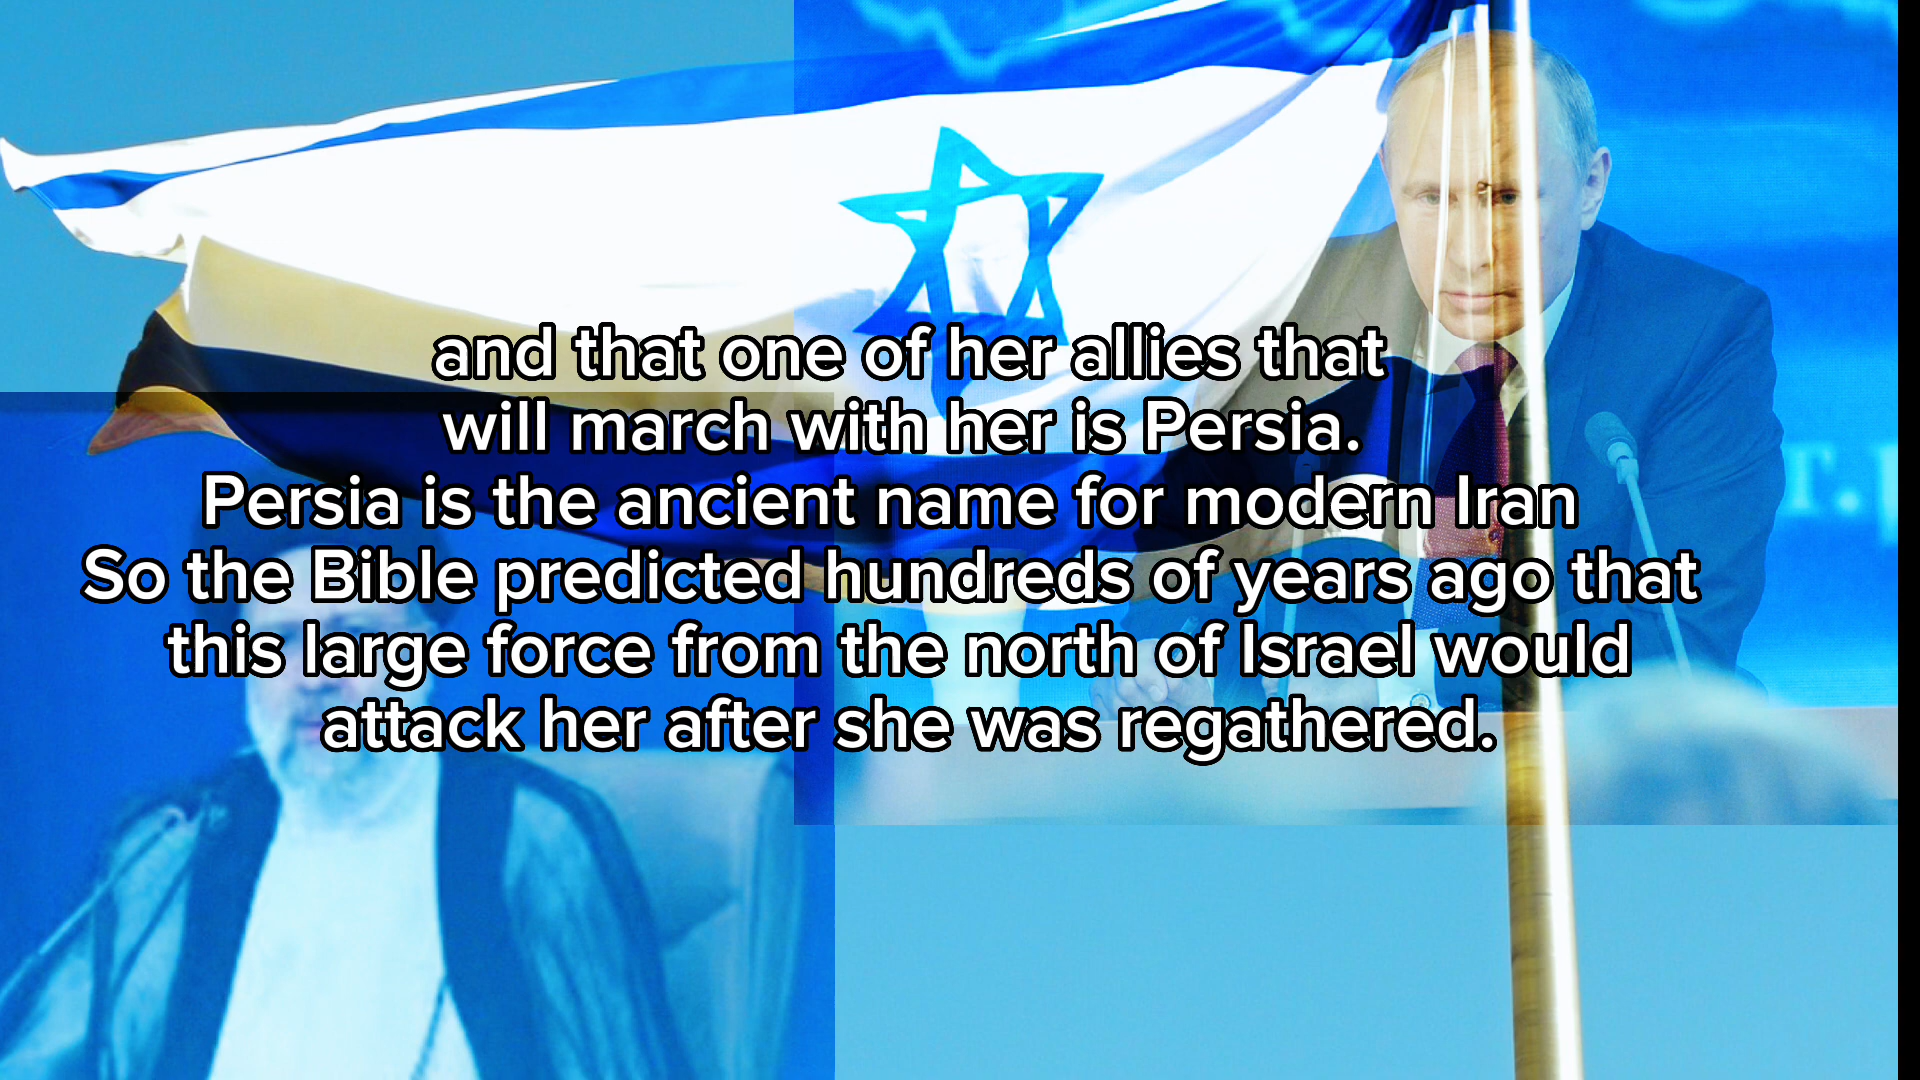 and that one of her allies that
will march with her is Persia.
Persia is the ancient name for modern Iran
So the Bible predicted hundreds of years ago that
this large force from the north of Israel would
attack her after she was regathered.